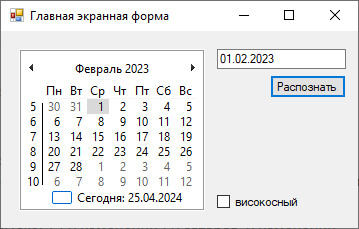 Главная экранная форма
Февраль 2023
Пн Вт Ср Чт Пт Сб Вс
5 30 31 1 2 3 4 5
6 6 7 8 9 10 11 12
7 13 14 15 16 17 18 19
8 20 21 22 23 24 25 26
9 27 28 1 2 3 4 5
10 6 7 8 9 10 11 12
Сегодня: 25.04.2024
01.02.2023
Распознать
високосный